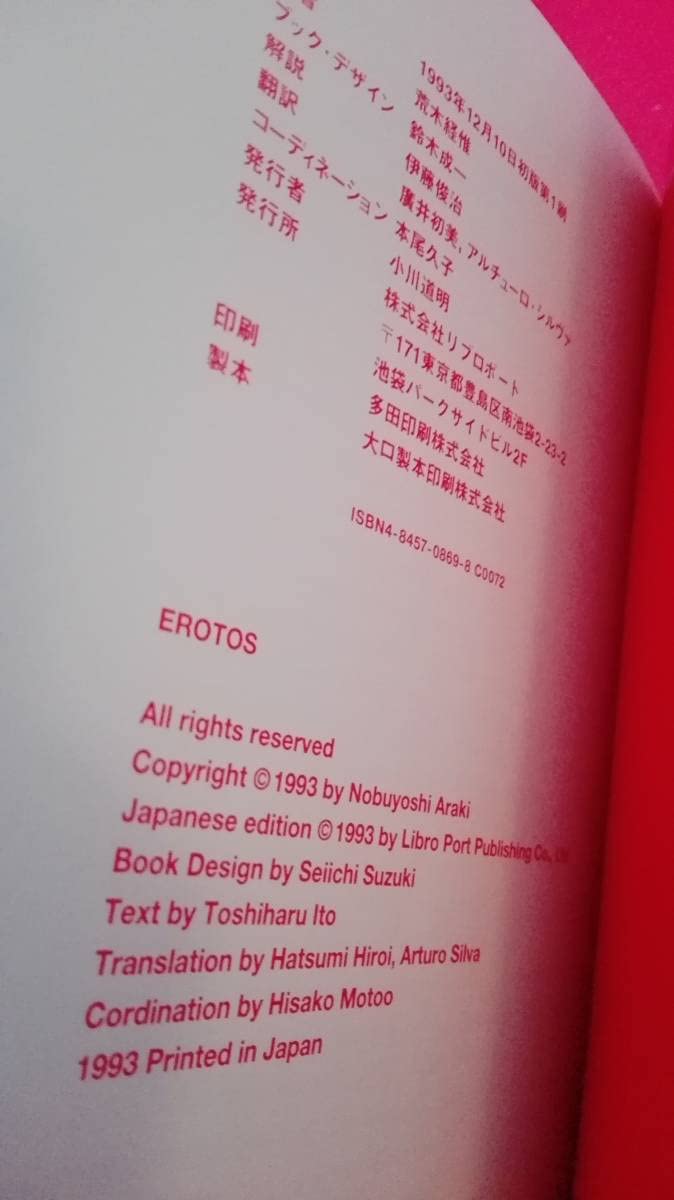 1993年12月10日初版第1刷
著 荒木経惟
ブック・デザイン 鈴木成一
解説 伊藤俊治
翻訳 廣井初美、アルチューロ・シルヴァ
コーディネーション 本尾久子
発行者 小川道明
発行所 株式会社リブロポート
〒171東京都豊島区南池袋2-23-2
池袋パークサイドビル2F
印刷 多田印刷株式会社
製本 大口製本印刷株式会社
ISBN4-8457-0869-8 C0072
EROTOS
All rights reserved
Copyright ©1993 by Nobuyoshi Araki
Japanese edition ©1993 by Libro Port Publishing Co., Ltd
Book Design by Seiichi Suzuki
Text by Toshiharu Ito
Translation by Hatsumi Hiroi, Arturo Silva
Cordination by Hisako Motoo
1993 Printed in Japan